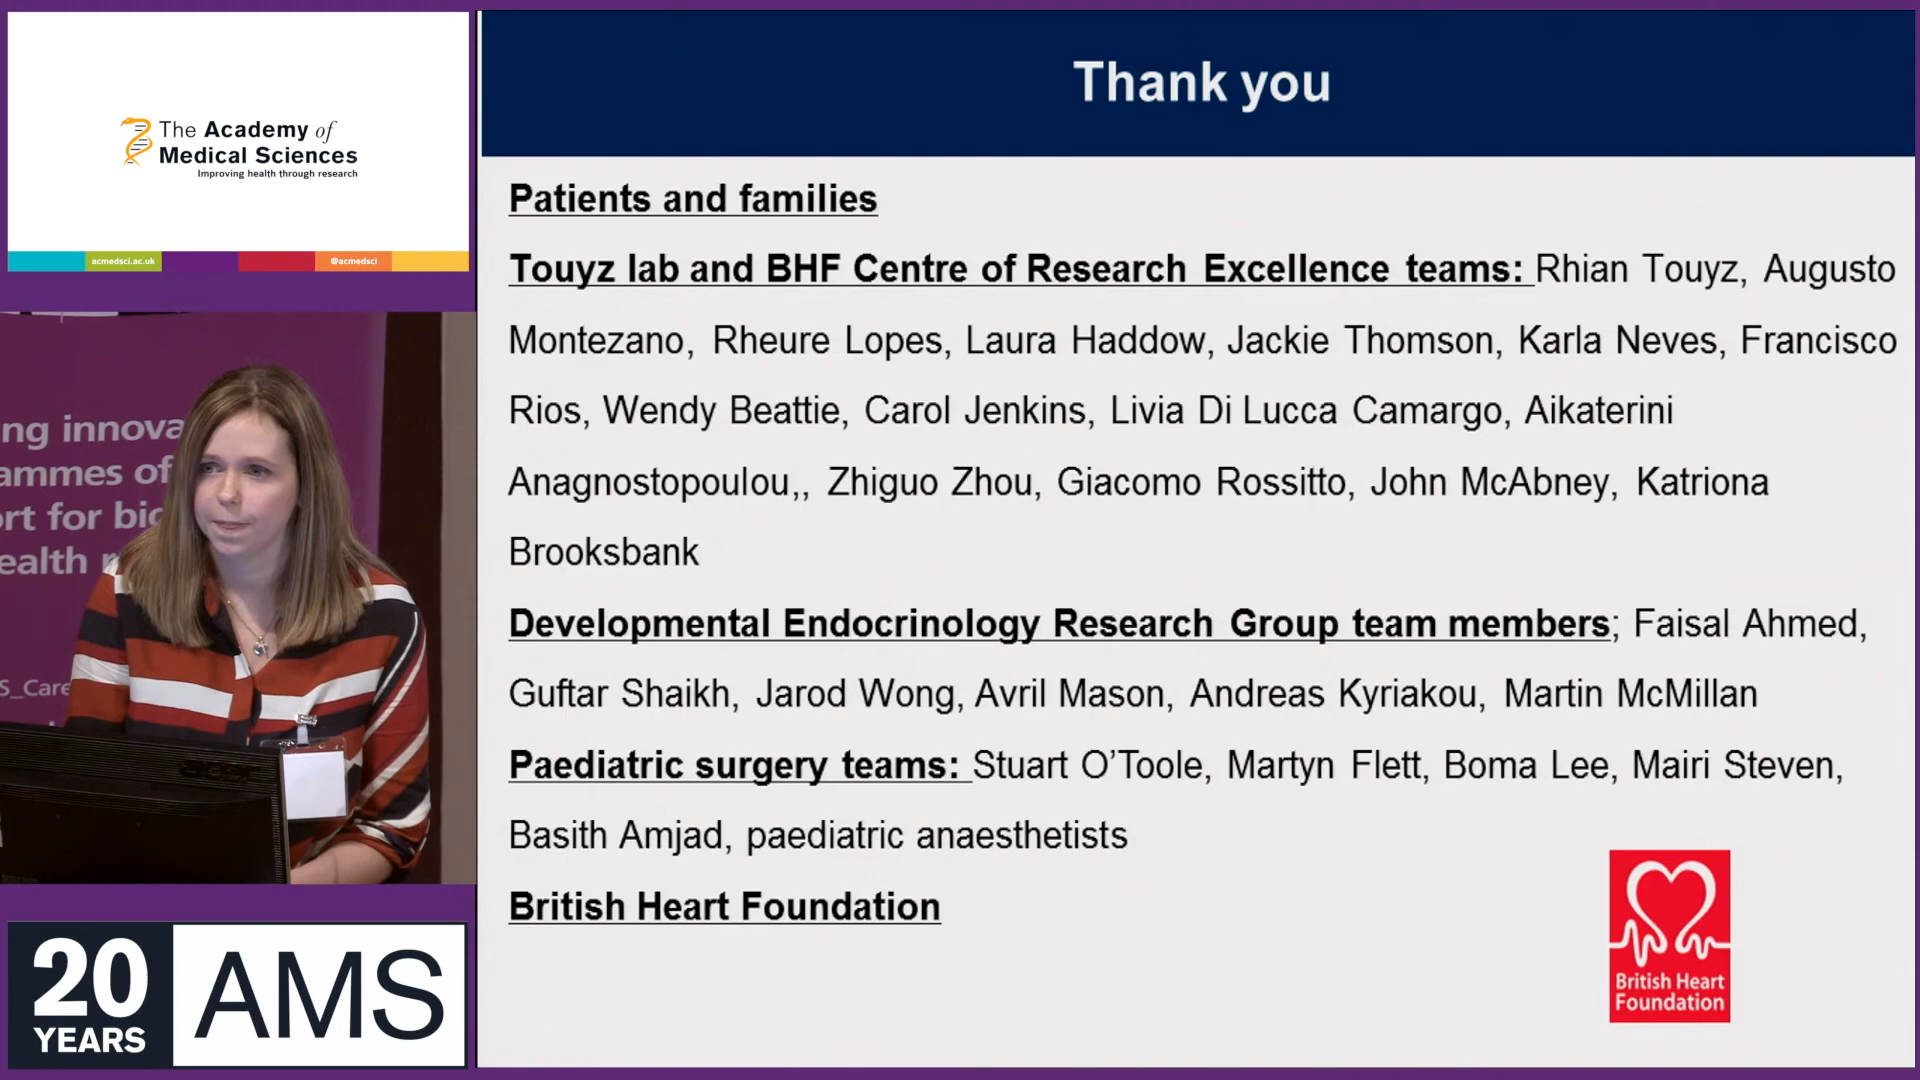 The Academy of
Medical Sciences
Improving health through research
acmedsci.ac.uk
@acmedsci
ng innova
ammes of
ort for bio
ealth r
S_Care
acer
20
YEARS
AMS
Thank you
Patients and families
Touyz lab and BHF Centre of Research Excellence teams: Rhian Touyz, Augusto
Montezano, Rheure Lopes, Laura Haddow, Jackie Thomson, Karla Neves, Francisco
Rios, Wendy Beattie, Carol Jenkins, Livia Di Lucca Camargo, Aikaterini
Anagnostopoulou,, Zhiguo Zhou, Giacomo Rossitto, John McAbney, Katriona
Brooksbank
Developmental Endocrinology Research Group team members; Faisal Ahmed,
Guftar Shaikh, Jarod Wong, Avril Mason, Andreas Kyriakou, Martin McMillan
Paediatric surgery teams: Stuart O’Toole, Martyn Flett, Boma Lee, Mairi Steven,
Basith Amjad, paediatric anaesthetists
British Heart Foundation
British Heart
Foundation